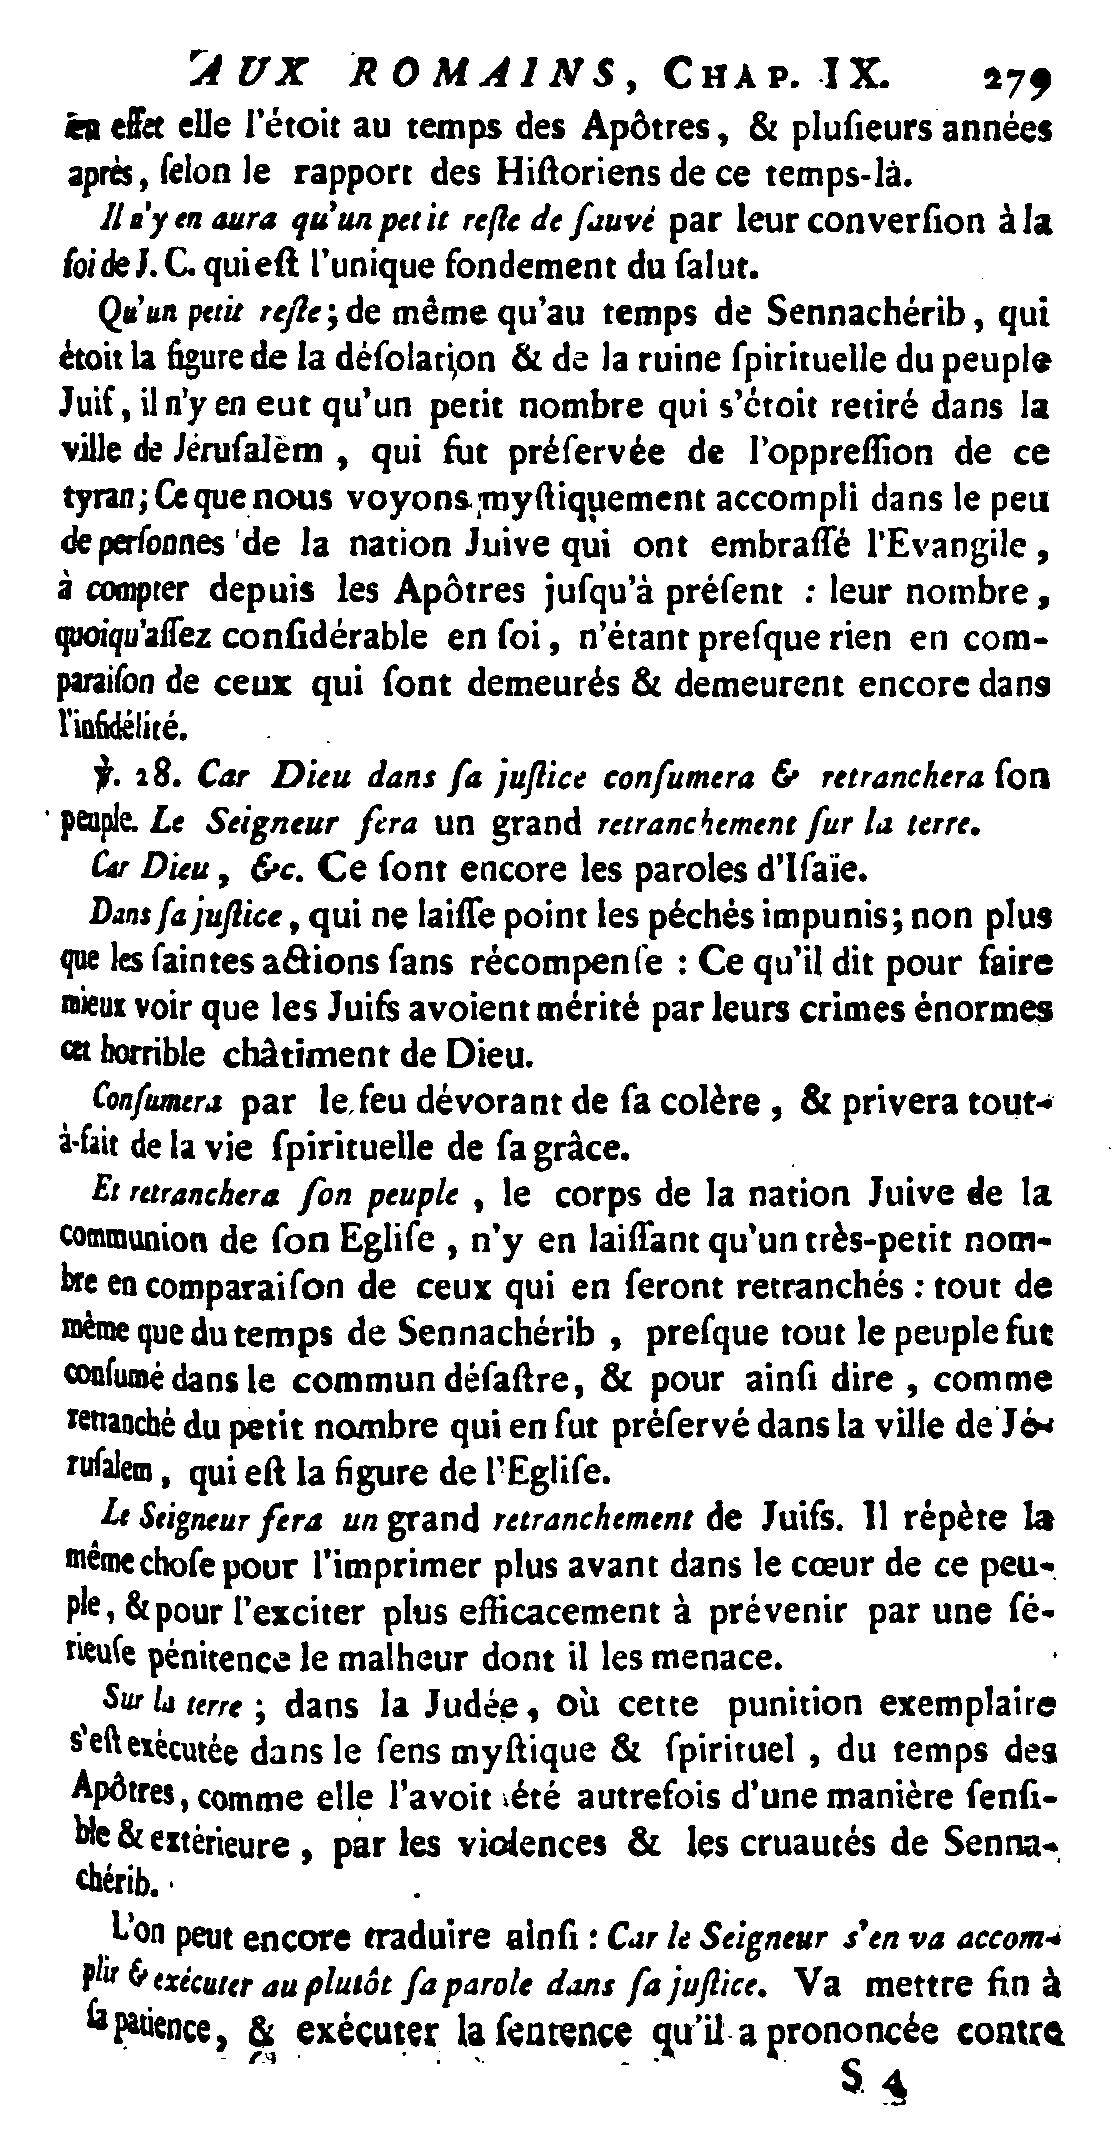 AUX ROMAINS, CHAP. IX. 279
en effet elle l'étoit au temps des Apôtres, & pluſieurs années
après, ſelon le rapport des Hiſtoriens de ce temps-là.
Il n'y en aura qu'un petit reſte de ſauvé par leur converſion à la
foi de J. C. qui eſt l'unique fondement du ſalut.
Qu'un petit reſte ; de même qu'au temps de Sennachérib, qui
étoit la figure de la déſolation & de la ruine ſpirituelle du peuple
Juif, il n'y en eut qu'un petit nombre qui s'étoit retiré dans la
ville de Jéruſalèm, qui fut préſervée de l'oppreſſion de ce
tyran ; Ce que nous voyons myſtiquement accompli dans le peu
de perſonnes de la nation Juive qui ont embraſſé l'Evangile,
à compter depuis les Apôtres juſqu'à préſent : leur nombre,
quoiqu'aſſez conſidérable en ſoi, n'étant preſque rien en com-
paraiſon de ceux qui ſont demeurés & demeurent encore dans
l'infidélité.
℣. 28. Car Dieu dans ſa juſtice conſumera & retranchera ſon
peuple. Le Seigneur fera un grand retranchement ſur la terre.
Car Dieu, &c. Ce ſont encore les paroles d'Iſaïe.
Dans ſa juſtice, qui ne laiſſe point les péchés impunis ; non plus
que les ſaintes actions ſans récompenſe : Ce qu'il dit pour faire
mieux voir que les Juifs avoient mérité par leurs crimes énormes
cet horrible châtiment de Dieu.
Conſumera par le feu dévorant de ſa colère, & privera tout-
à-fait de la vie ſpirituelle de ſa grâce.
Et retranchera ſon peuple, le corps de la nation Juive de la
communion de ſon Egliſe, n'y en laiſſant qu'un très-petit nom-
bre en comparaiſon de ceux qui en ſeront retranchés : tout de
même que du temps de Sennachérib, preſque tout le peuple fut
conſumé dans le commun déſaſtre, & pour ainſi dire, comme
retranché du petit nombre qui en fut préſervé dans la ville de Jé-
ruſalem, qui eſt la figure de l'Egliſe.
Le Seigneur fera un grand retranchement de Juifs. Il répète la
même choſe pour l'imprimer plus avant dans le cœur de ce peu-
ple, & pour l'exciter plus efficacement à prévenir par une ſé-
rieuſe pénitence le malheur dont il les menace.
Sur la terre ; dans la Judée, où cette punition exemplaire
s'eſt exécutée dans le ſens myſtique & ſpirituel, du temps des
Apôtres, comme elle l'avoit été autrefois d'une manière ſenſi-
ble & extérieure, par les violences & les cruautés de Senna-
chérib.
L'on peut encore traduire ainſi : Car le Seigneur s'en va accom-
plir & exécuter au plutôt ſa parole dans ſa juſtice. Va mettre fin à
ſa patience, & exécuter la ſentence qu'il a prononcée contre
S 4